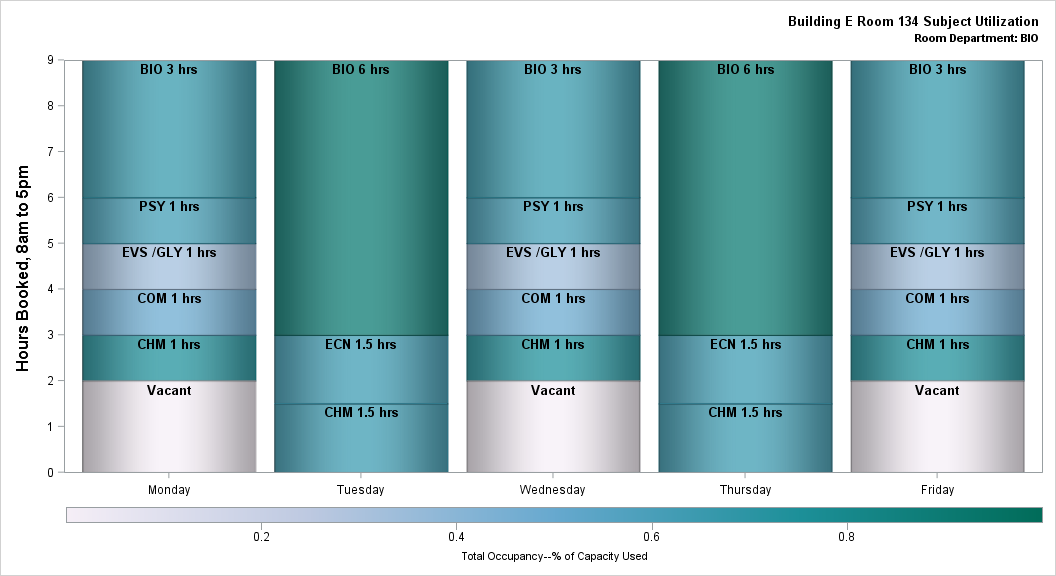 Building E Room 134 Subject Utilization
Room Department: BIO
Hours Booked, 8am to 5pm
9
8
7
6
5
4
3
2
1
0
BIO 3 hrs
PSY 1 hrs
EVS /GLY 1 hrs
COM 1 hrs
CHM 1 hrs
Vacant
BIO 6 hrs
ECN 1.5 hrs
CHM 1.5 hrs
BIO 3 hrs
PSY 1 hrs
EVS /GLY 1 hrs
COM 1 hrs
CHM 1 hrs
Vacant
BIO 6 hrs
ECN 1.5 hrs
CHM 1.5 hrs
BIO 3 hrs
PSY 1 hrs
EVS /GLY 1 hrs
COM 1 hrs
CHM 1 hrs
Vacant
Monday Tuesday Wednesday Thursday Friday
0.2 0.4 0.6 0.8
Total Occupancy--% of Capacity Used